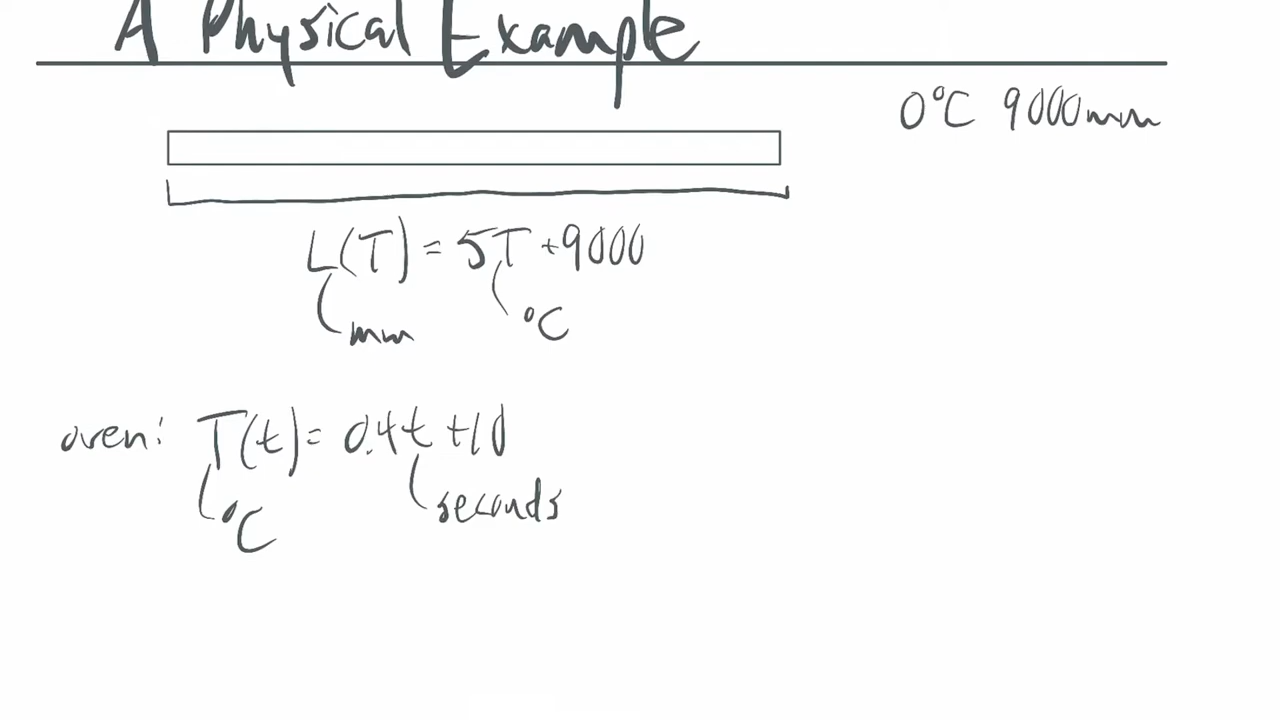 A Physical Example
0°C 9000mm
L(T) = 5T +9000
mm
°C
oven: T(t) = 0.4t +10
seconds
°C